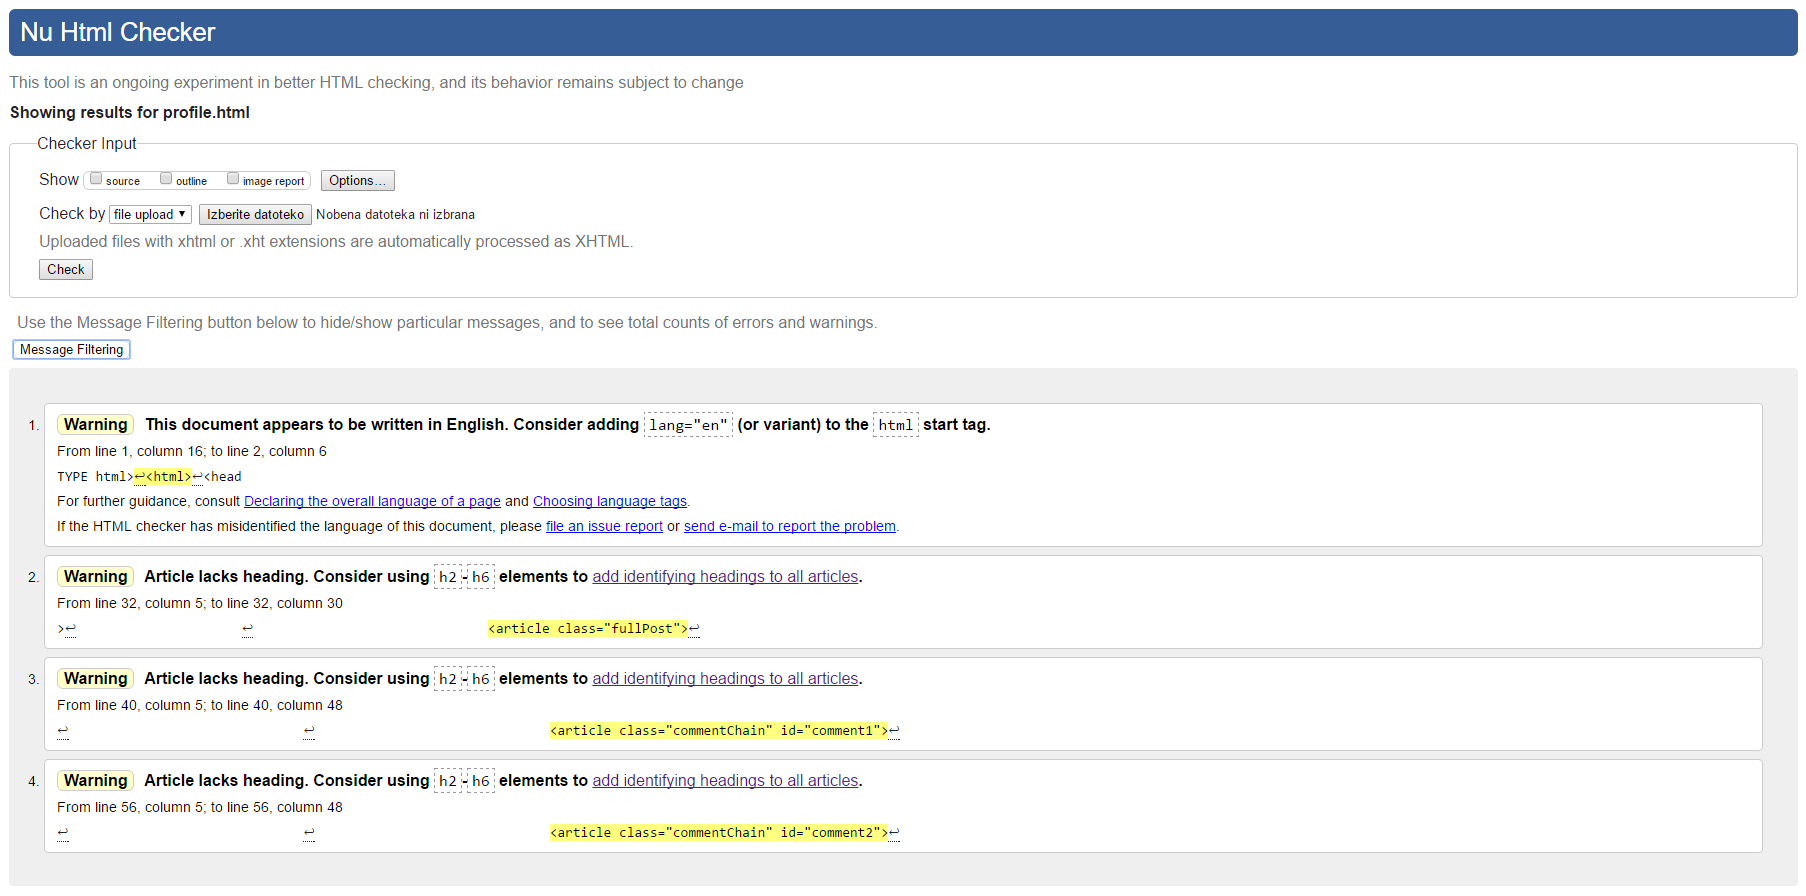 Nu Html Checker
This tool is an ongoing experiment in better HTML checking, and its behavior remains subject to change
Showing results for profile.html
Checker Input
Show source outline image report Options...
Check by file upload ▼ Izberite datoteko Nobena datoteka ni izbrana
Uploaded files with xhtml or .xht extensions are automatically processed as XHTML.
Check
Use the Message Filtering button below to hide/show particular messages, and to see total counts of errors and warnings.
Message Filtering
1. Warning This document appears to be written in English. Consider adding lang="en" (or variant) to the html start tag.
From line 1, column 16; to line 2, column 6
TYPE html>↩<html>↩<head
For further guidance, consult Declaring the overall language of a page and Choosing language tags.
If the HTML checker has misidentified the language of this document, please file an issue report or send e-mail to report the problem.
2. Warning Article lacks heading. Consider using h2-h6 elements to add identifying headings to all articles.
From line 32, column 5; to line 32, column 30
>↩ ↩ <article class="fullPost">↩
3. Warning Article lacks heading. Consider using h2-h6 elements to add identifying headings to all articles.
From line 40, column 5; to line 40, column 48
↩ ↩ <article class="commentChain" id="comment1">↩
4. Warning Article lacks heading. Consider using h2-h6 elements to add identifying headings to all articles.
From line 56, column 5; to line 56, column 48
↩ ↩ <article class="commentChain" id="comment2">↩